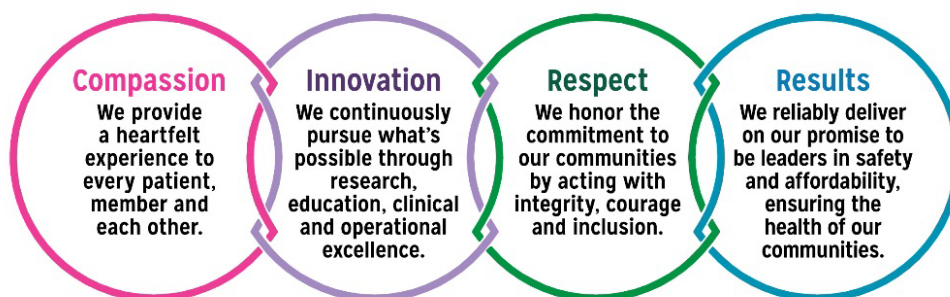 Compassion
We provide
a heartfelt
experience to
every patient,
member and
each other.
Innovation
We continuously
pursue what's
possible through
research,
education, clinical
and operational
excellence.
Respect
We honor the
commitment to
our communities
by acting with
integrity, courage
and inclusion.
Results
We reliably deliver
on our promise to
be leaders in safety
and affordability,
ensuring the
health of our
communities.